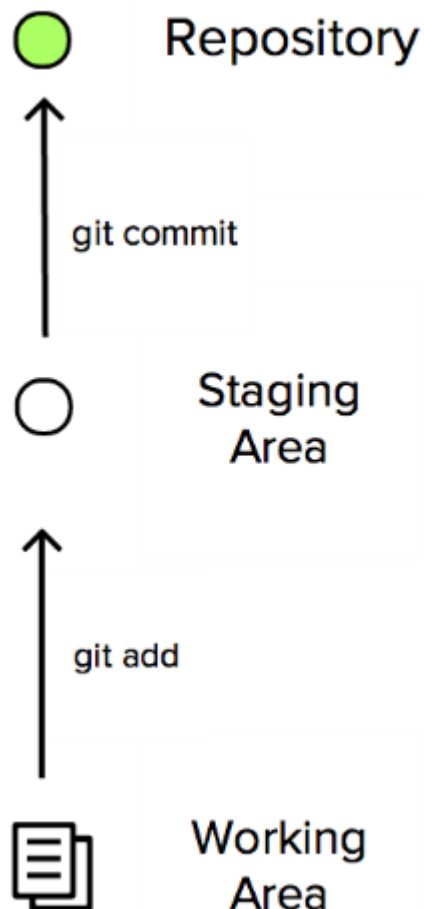 Repository
git commit
Staging
Area
git add
Working
Area